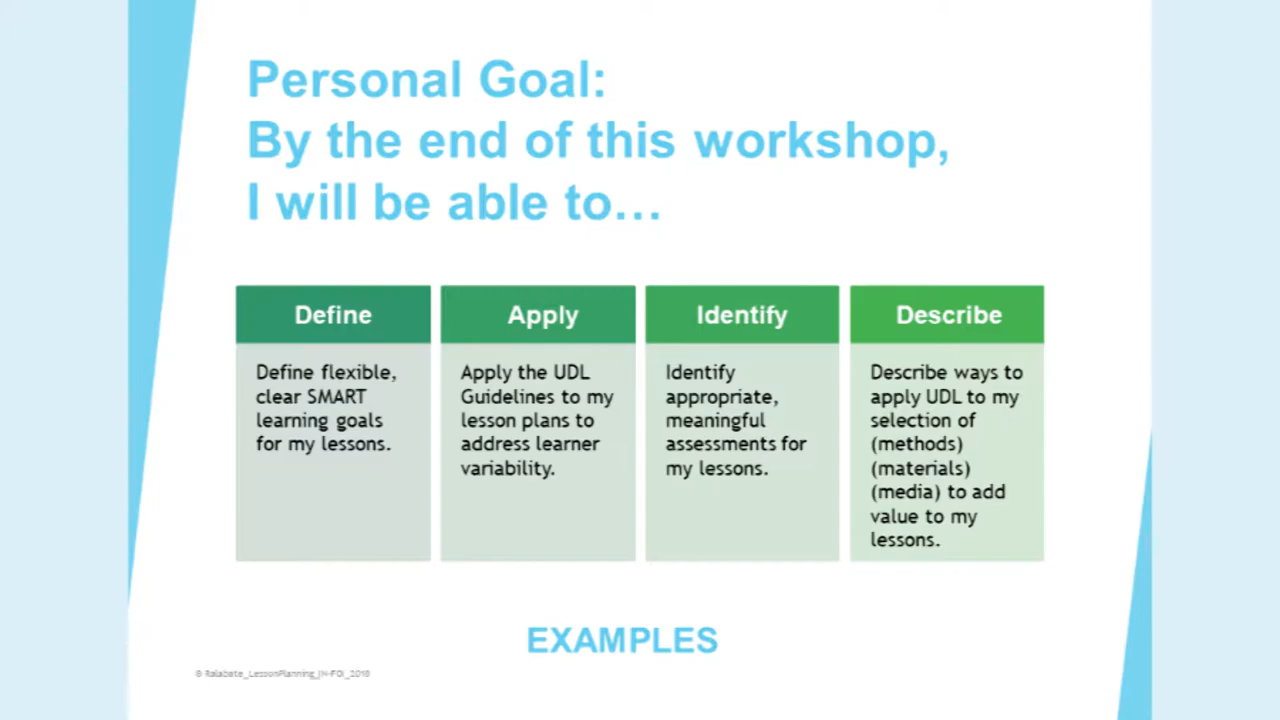 Personal Goal:
By the end of this workshop,
I will be able to...
Define
Define flexible,
clear SMART
learning goals
for my lessons.
Apply
Apply the UDL
Guidelines to my
lesson plans to
address learner
variability.
Identify
Identify
appropriate,
meaningful
assessments for
my lessons.
Describe
Describe ways to
apply UDL to my
selection of
(methods)
(materials)
(media) to add
value to my
lessons.
EXAMPLES